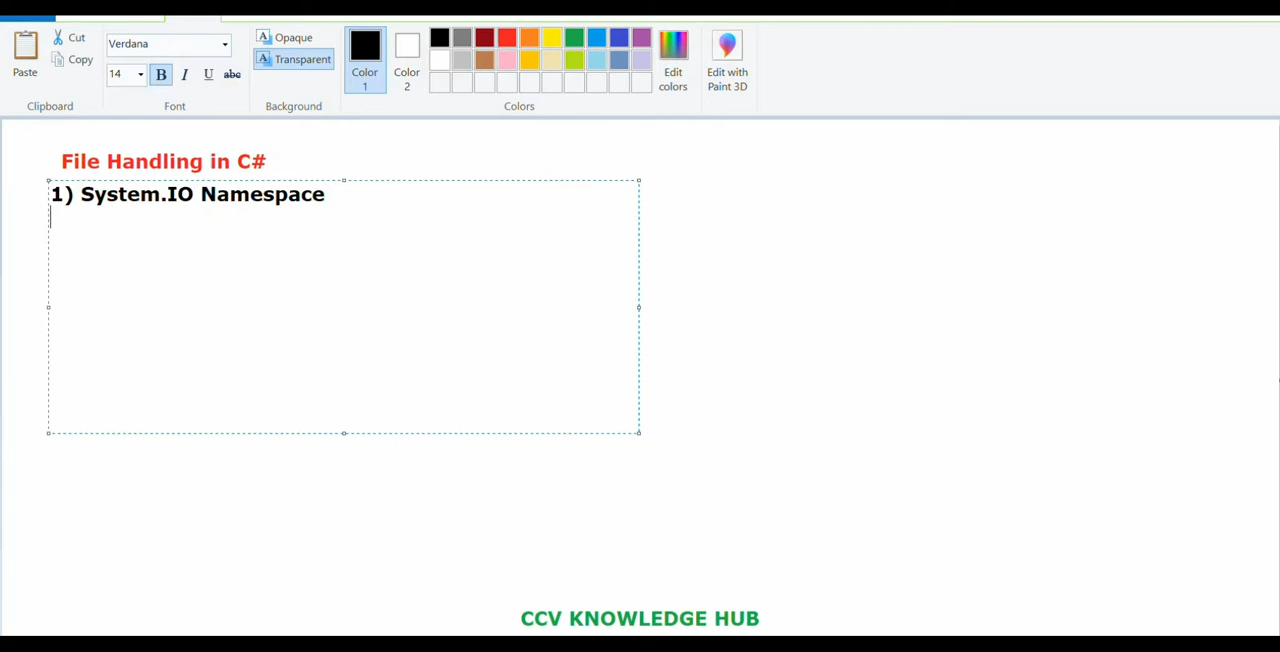 Paste
Cut
Copy
Clipboard
Verdana
14
B I U abc
Font
Opaque
Transparent
Background
Color 1
Color 2
Colors
Edit colors
Edit with Paint 3D
File Handling in C#
1) System.IO Namespace
CCV KNOWLEDGE HUB